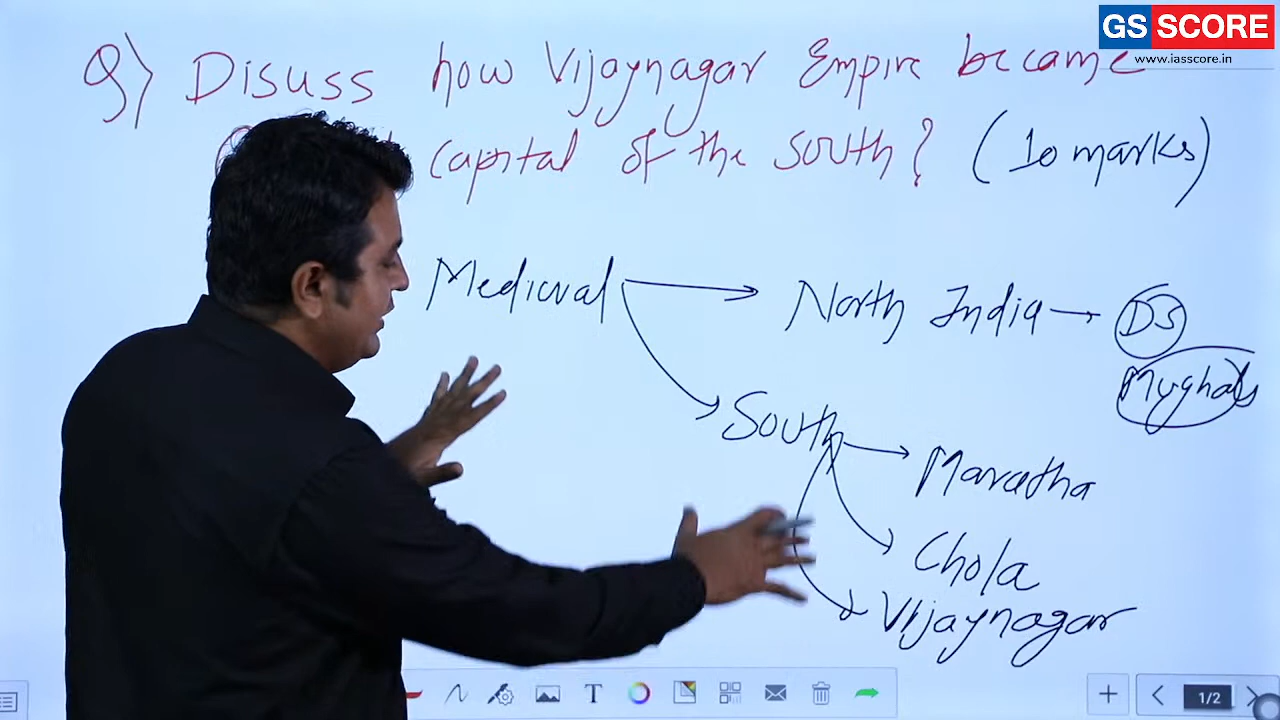 GS SCORE
www.iasscore.in
Q) Disuss how Vijaynagar Empire became
capital of the South? (10 marks)
Medieval
North India
DS
Mughals
South
Maratha
Chola
Vijaynagar
T
1/2